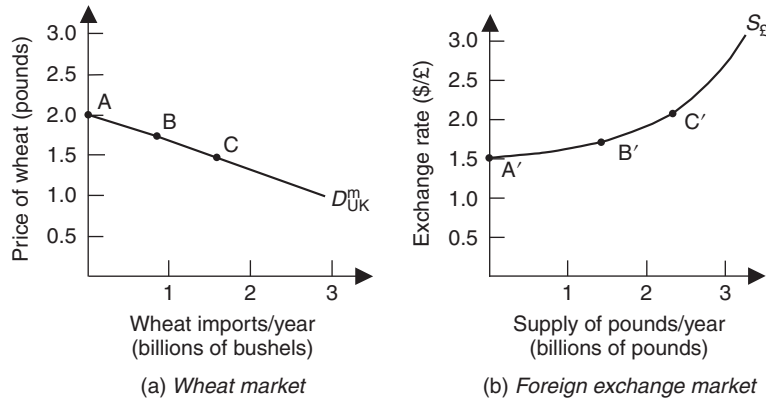 Price of wheat (pounds)
3.0
2.5
2.0
1.5
1.0
0.5
A
B
C
D^m_UK
1 2 3
Wheat imports/year
(billions of bushels)
(a) Wheat market
Exchange rate ($/£)
3.0
2.5
2.0
1.5
1.0
0.5
S_£
A′
B′
C′
1 2 3
Supply of pounds/year
(billions of pounds)
(b) Foreign exchange market